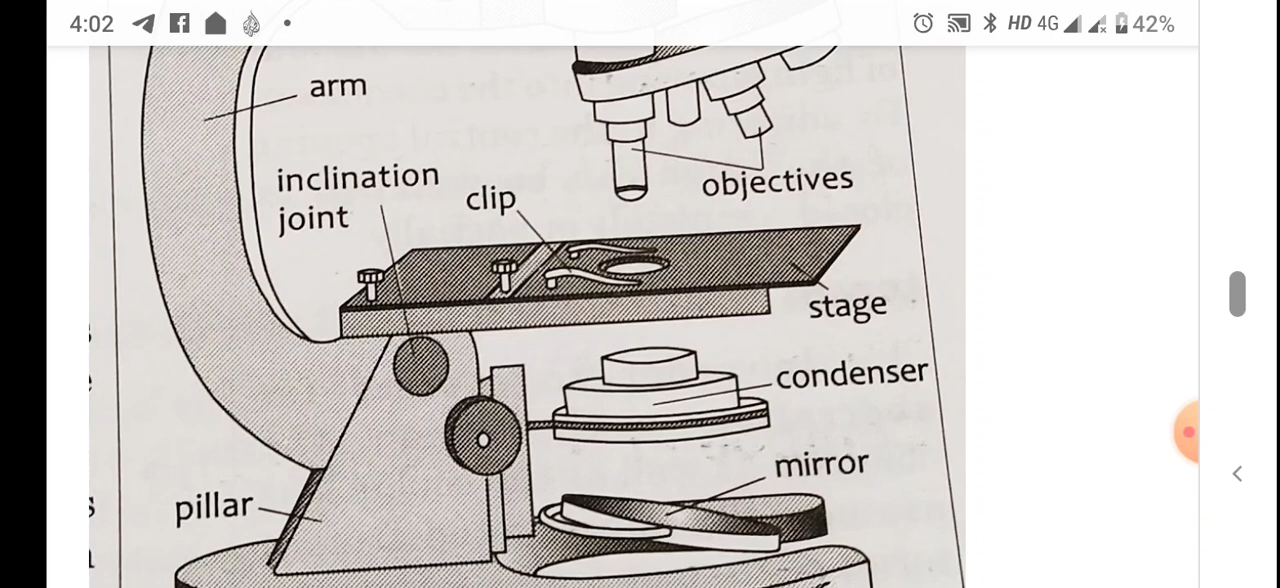 4:02
HD 4G 42%
arm
inclination
joint
clip
objectives
stage
condenser
mirror
pillar